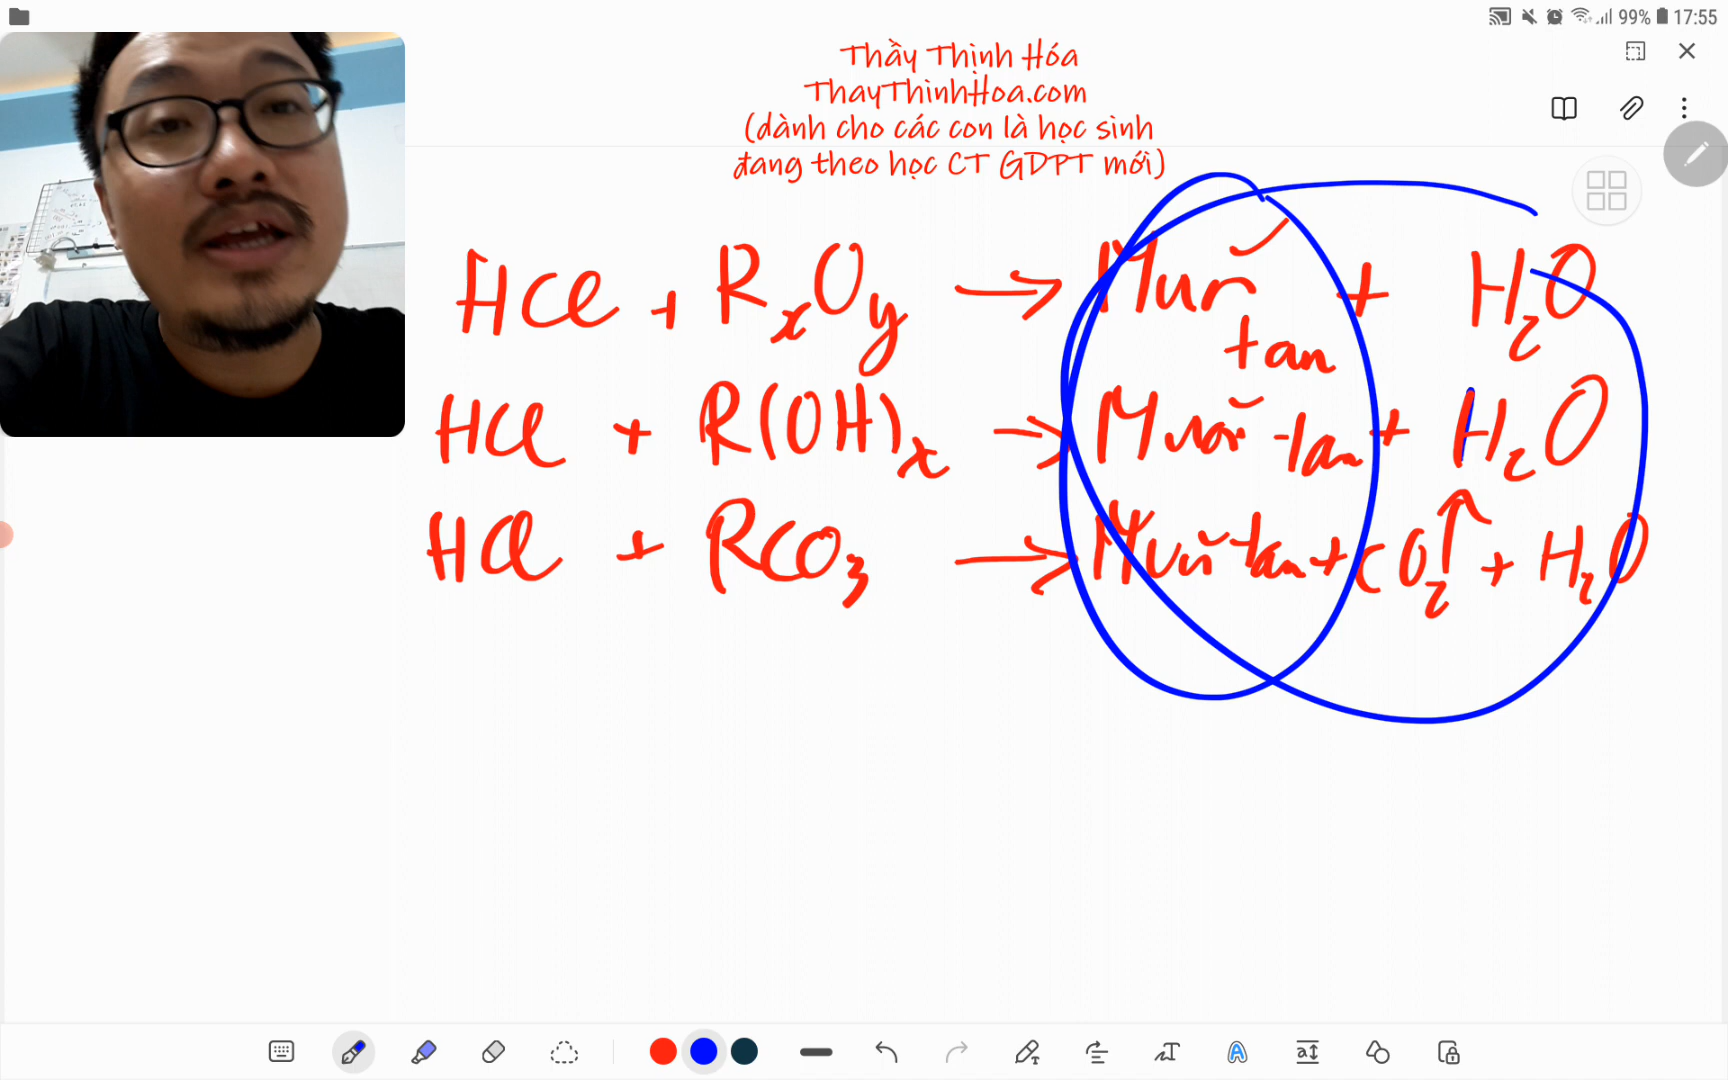 99% 17:55
Thầy Thịnh Hóa
ThayThinhHoa.com
(dành cho các con là học sinh
đang theo học CT GDPT mới)
HCl + RxOy → Muối tan + H2O
HCl + R(OH)x → Muối tan + H2O
HCl + RCO3 → Muối tan + CO2↑ + H2O